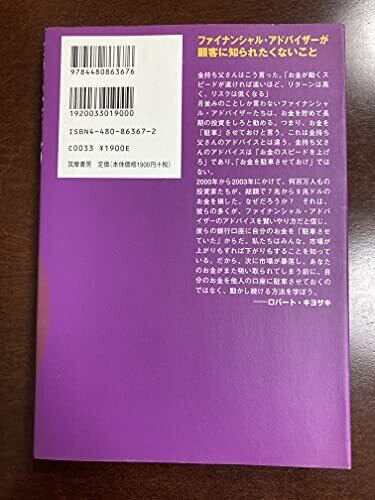 ファイナンシャル・アドバイザーが
顧客に知られたくないこと
金持ち父さんはこう言った。「お金が動くス
ピードが速ければ速いほど、リターンは高
く、リスクは低くなる」
月並みのことしか言わないファイナンシャ
ル・アドバイザーたちは、お金を貯めて長
期の投資をしろと勧める。つまり、お金を
「駐車」させておけと言う。これは金持ち父
さんのアドバイスとは違う。金持ち父さ
んのアドバイスは「お金のスピードを上げ
ろ」であり、「お金を駐車させておけ」では
ない。
2000年から2003年にかけて、何百万人もの
投資家たちが、総額で7兆から9兆ドルの
お金を損した。なぜだろうか? それは、
彼らの多くが、ファイナンシャル・アドバイ
ザーのアドバイスを賢いやり方だと信じ、
彼らの銀行口座に自分のお金を「駐車さ
せていた」からだ。私たちはみんな、市場が
上がりもすれば下がりもすることを知って
いる。だから、次に市場が暴落し、あなた
のお金がまた吸い取られてしまう前に、自
分のお金を他人の口座に駐車させておくの
ではなく、動かし続ける方法を学ぼう。
──ロバート・キヨサキ
9784480863676
1920033019000
ISBN4-480-86367-2
C0033 ¥1900E
筑摩書房 定価(本体価格1900円+税)